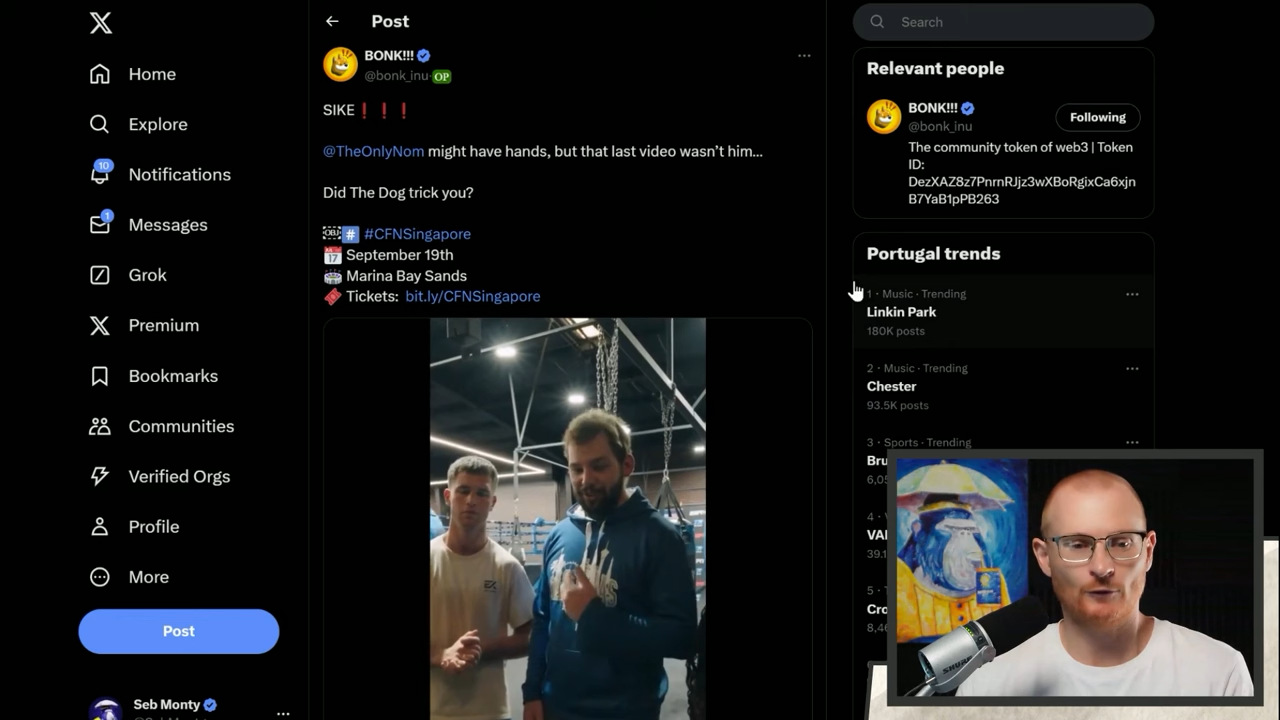 Home
Explore
10
Notifications
1
Messages
Grok
Premium
Bookmarks
Communities
Verified Orgs
Profile
More
Post
Seb Monty
Post
BONK!!!
@bonk_inu OP
SIKE❗❗❗
@TheOnlyNom might have hands, but that last video wasn't him...
Did The Dog trick you?
OBJ #️⃣ #CFNSingapore
📅 September 19th
🏟️ Marina Bay Sands
🎟️ Tickets: bit.ly/CFNSingapore
Search
Relevant people
BONK!!!
@bonk_inu
Following
The community token of web3 | Token
ID:
DezXAZ8z7PnrnRJjz3wXBoRgixCa6xjn
B7YaB1pPB263
Portugal trends
1 · Music · Trending
Linkin Park
180K posts
2 · Music · Trending
Chester
93.5K posts
3 · Sports · Trending
SHURE